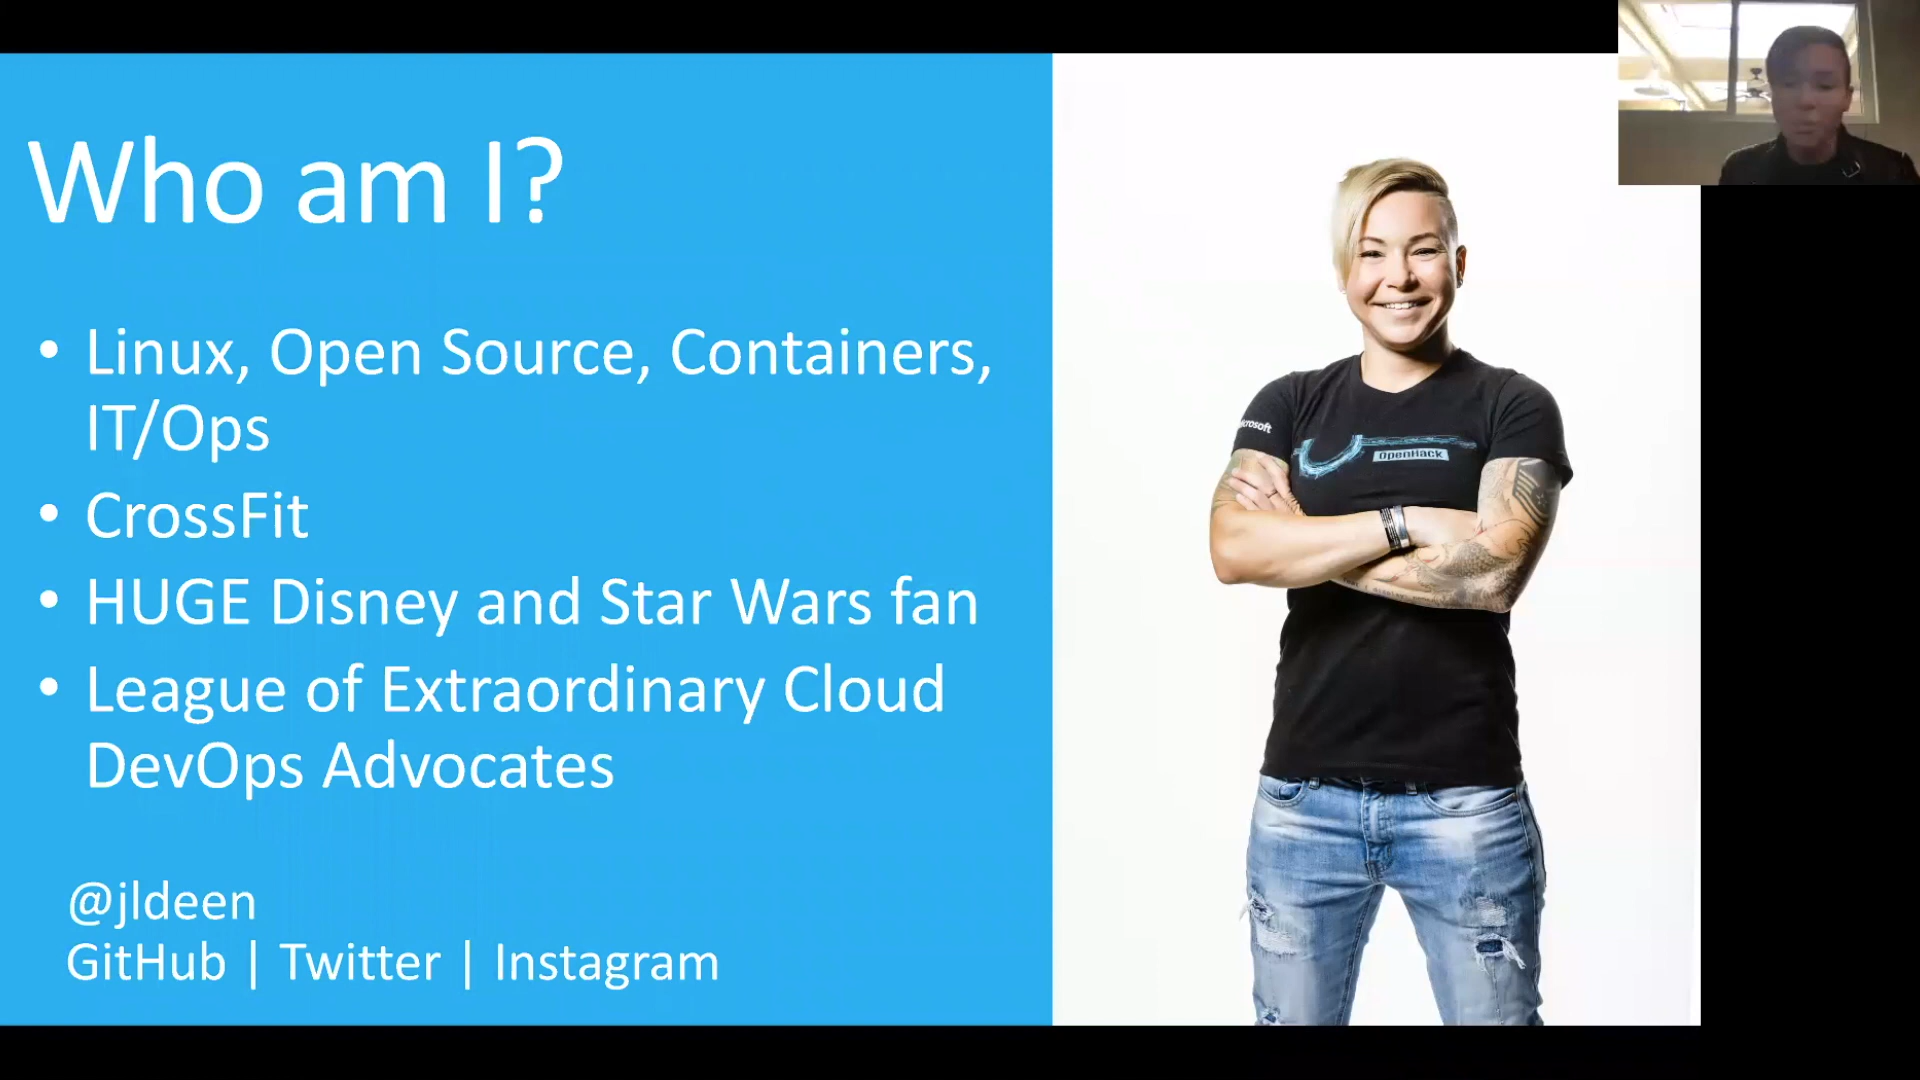 Who am I?
• Linux, Open Source, Containers,
IT/Ops
• CrossFit
• HUGE Disney and Star Wars fan
• League of Extraordinary Cloud
DevOps Advocates
@jldeen
GitHub | Twitter | Instagram
OpenHack